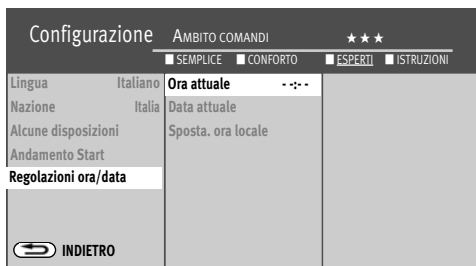 Configurazione AMBITO COMANDI ★★★
SEMPLICE CONFORTO ESPERTI ISTRUZIONI
Lingua Italiano Ora attuale --:--
Nazione Italia Data attuale
Alcune disposizioni Sposta. ora locale
Andamento Start
Regolazioni ora/data
INDIETRO